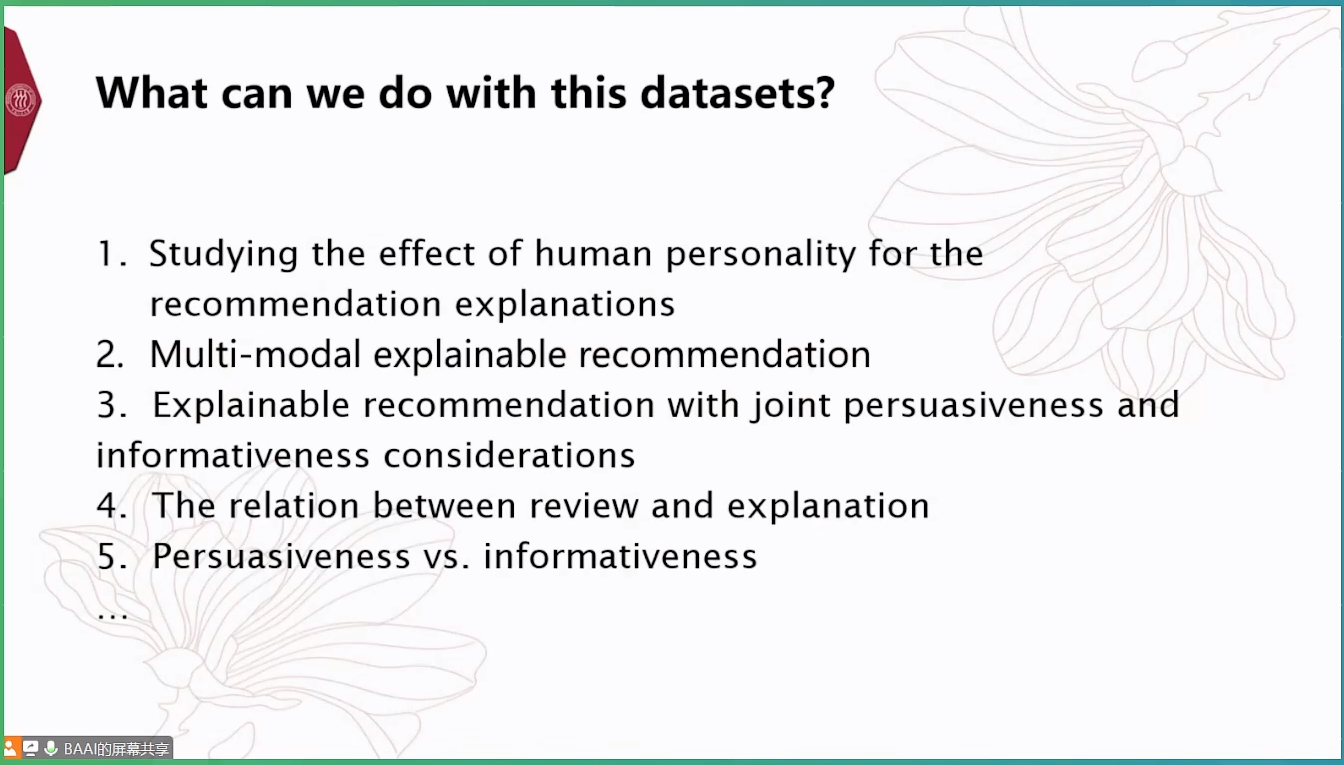 What can we do with this datasets?
1. Studying the effect of human personality for the
recommendation explanations
2. Multi-modal explainable recommendation
3. Explainable recommendation with joint persuasiveness and
informativeness considerations
4. The relation between review and explanation
5. Persuasiveness vs. informativeness
...
BAAI的屏幕共享